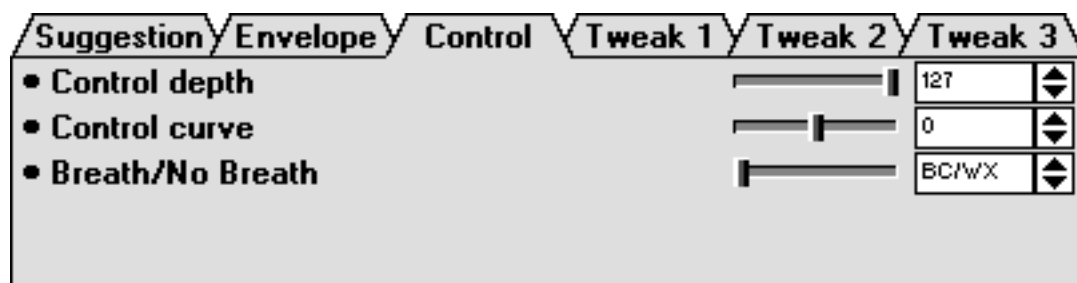 Suggestion Envelope Control Tweak 1 Tweak 2 Tweak 3
• Control depth 127
• Control curve 0
• Breath/No Breath BC/WX